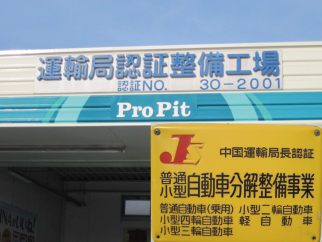 運輸局認証整備工場
認証NO. 30-2001
Pro Pit
中国運輸局長認証
普通
小型
自動車分解整備事業
普通自動車(乗用) 小型二輪自動車
小型四輪自動車 軽自動車
小型三輪自動車